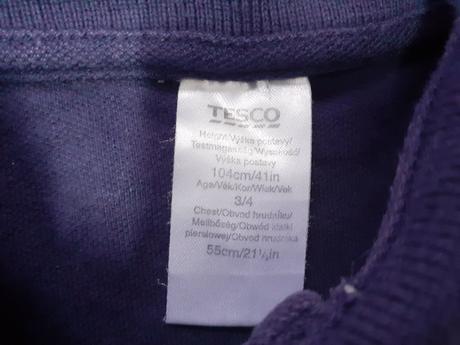 TESCO
Height/Výška postavy/
Testmagasság/Wysokość/
Výška postavy
104cm/41in
Age/Věk/Kor/Wiek/Vek
3/4
Chest/Obvod hrudníku/
Mellbőség/Obwód klatki
piersiowej/Obvod hrudníka
55cm/21¼in